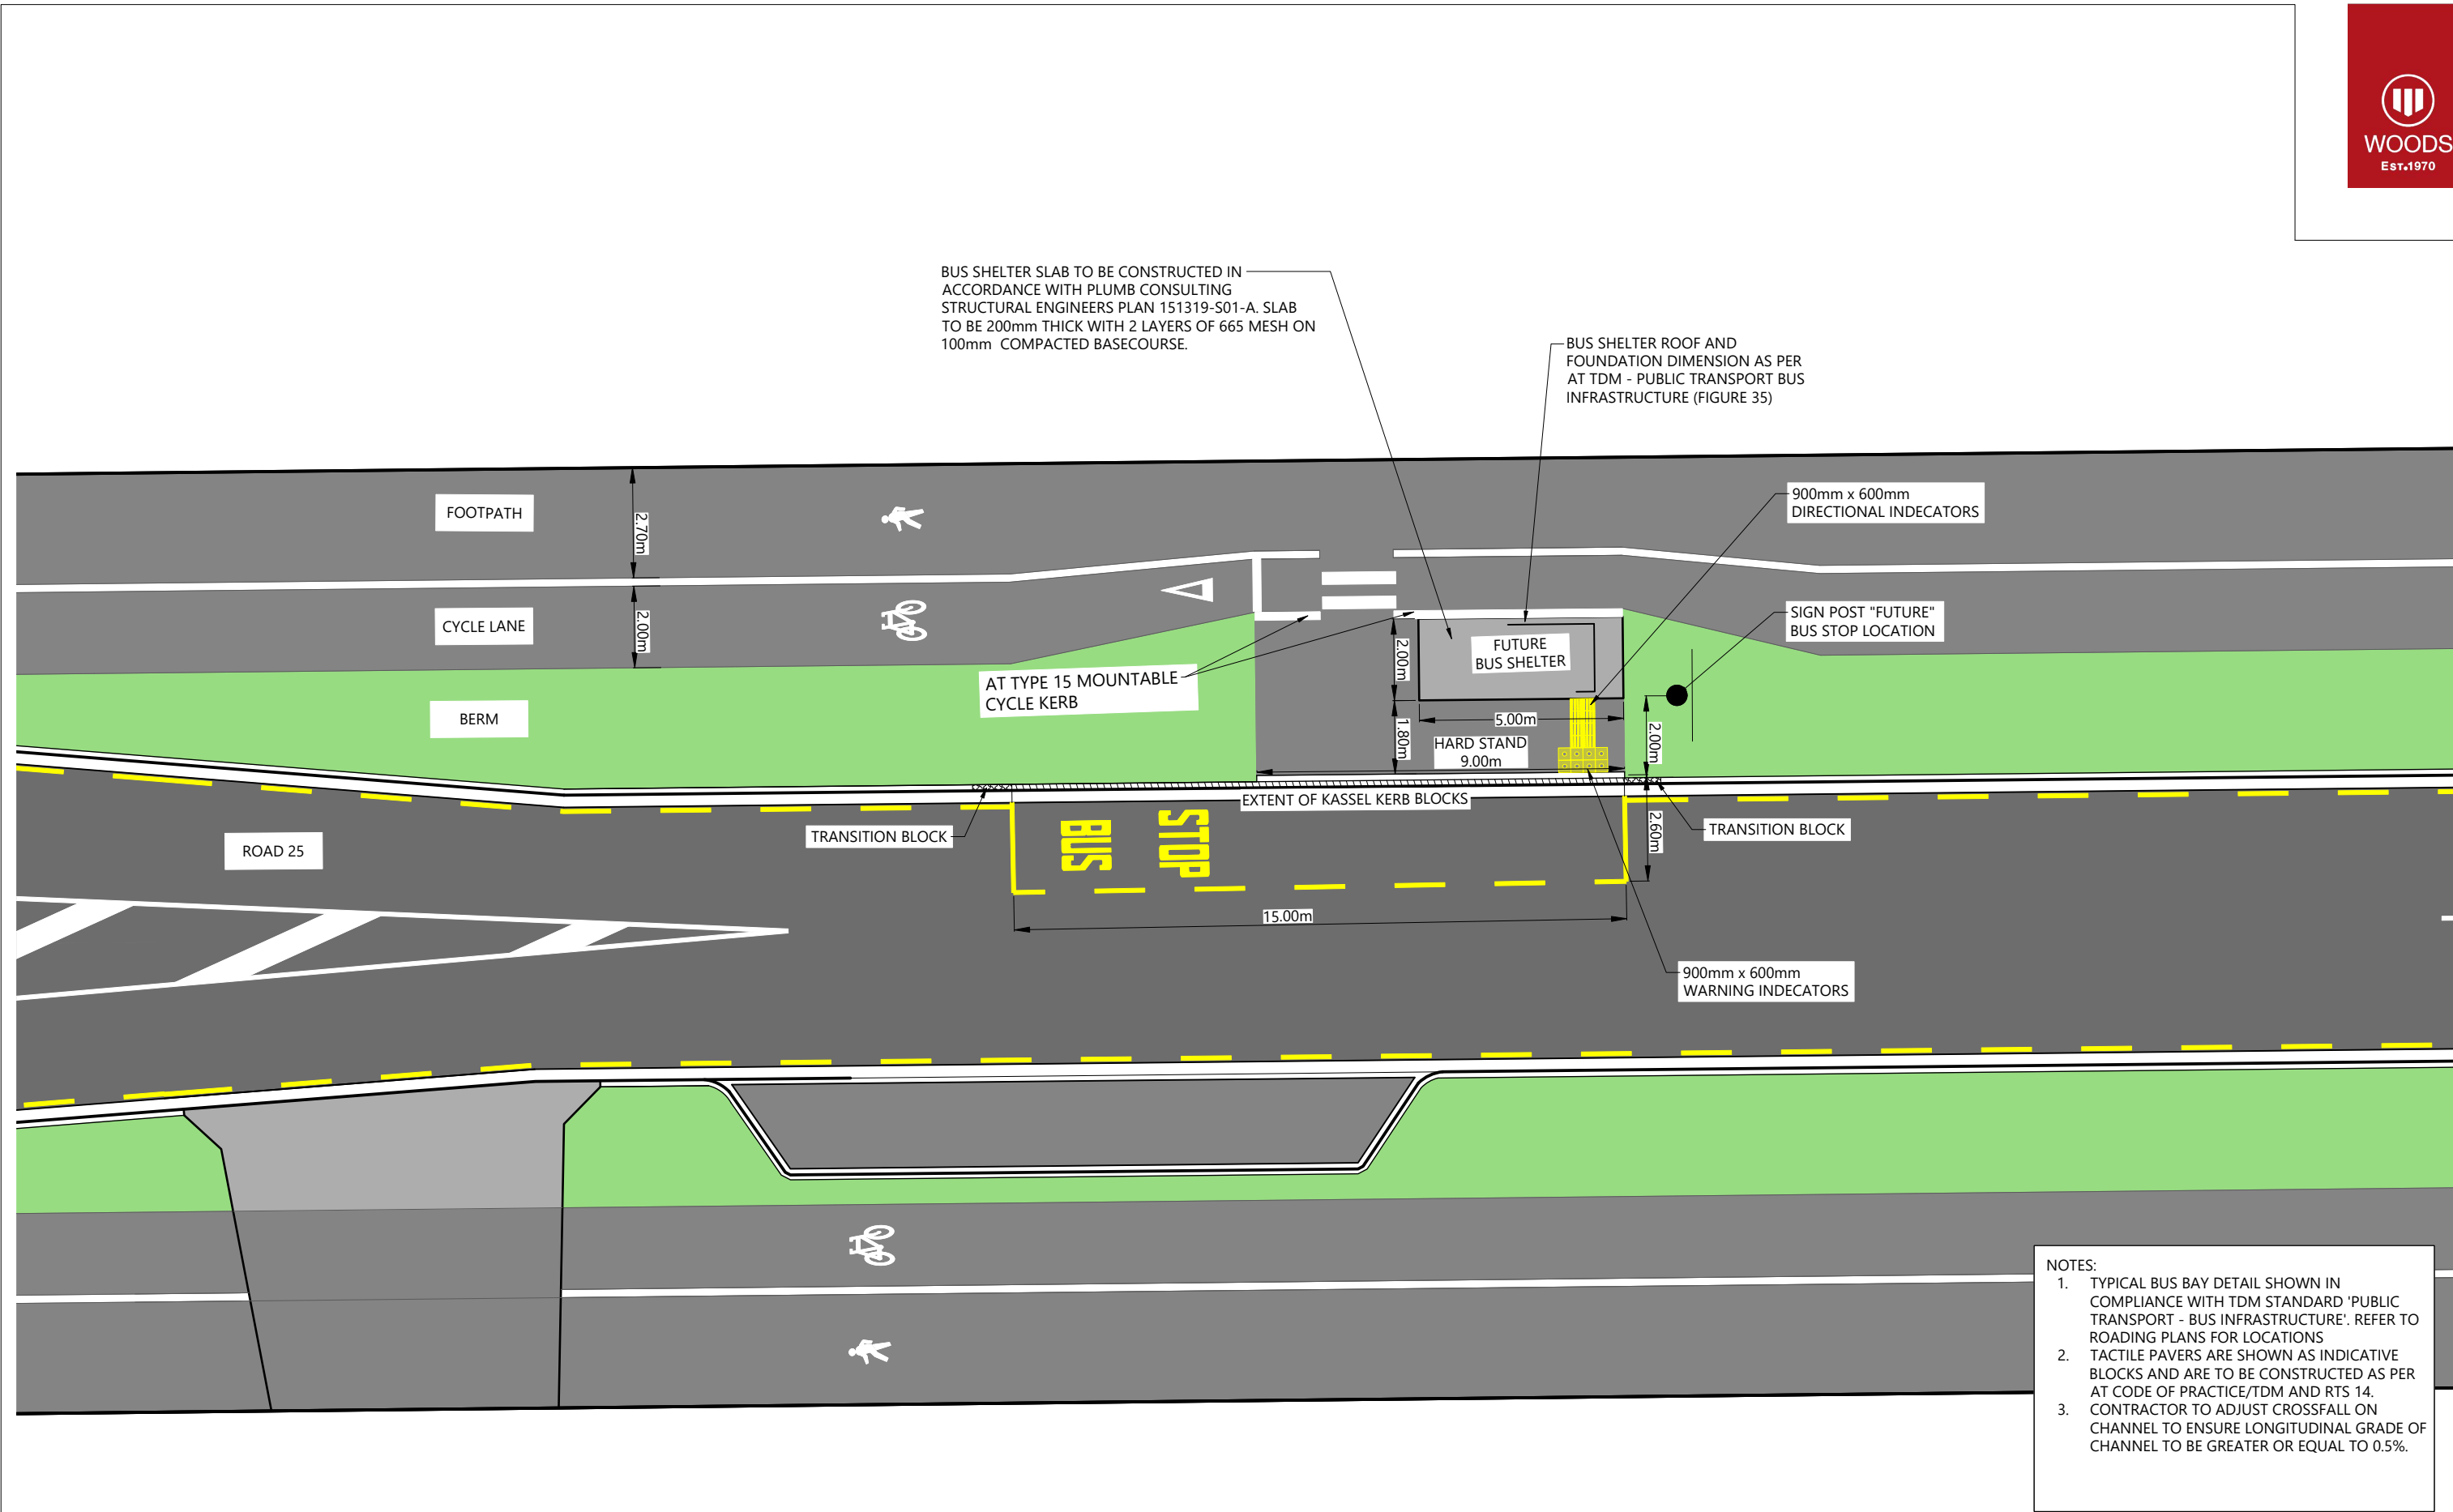 WOODS
EST.1970
BUS SHELTER SLAB TO BE CONSTRUCTED IN
ACCORDANCE WITH PLUMB CONSULTING
STRUCTURAL ENGINEERS PLAN 151319-S01-A. SLAB
TO BE 200mm THICK WITH 2 LAYERS OF 665 MESH ON
100mm COMPACTED BASECOURSE.
BUS SHELTER ROOF AND
FOUNDATION DIMENSION AS PER
AT TDM - PUBLIC TRANSPORT BUS
INFRASTRUCTURE (FIGURE 35)
900mm x 600mm
DIRECTIONAL INDECATORS
FOOTPATH
2.70m
CYCLE LANE
2.00m
SIGN POST "FUTURE"
BUS STOP LOCATION
FUTURE
BUS SHELTER
2.00m
AT TYPE 15 MOUNTABLE
CYCLE KERB
BERM
5.00m
1.80m
HARD STAND
9.00m
2.00m
EXTENT OF KASSEL KERB BLOCKS
TRANSITION BLOCK
TRANSITION BLOCK
2.60m
ROAD 25
BUS
STOP
15.00m
900mm x 600mm
WARNING INDECATORS
NOTES:
1. TYPICAL BUS BAY DETAIL SHOWN IN
COMPLIANCE WITH TDM STANDARD 'PUBLIC
TRANSPORT - BUS INFRASTRUCTURE'. REFER TO
ROADING PLANS FOR LOCATIONS
2. TACTILE PAVERS ARE SHOWN AS INDICATIVE
BLOCKS AND ARE TO BE CONSTRUCTED AS PER
AT CODE OF PRACTICE/TDM AND RTS 14.
3. CONTRACTOR TO ADJUST CROSSFALL ON
CHANNEL TO ENSURE LONGITUDINAL GRADE OF
CHANNEL TO BE GREATER OR EQUAL TO 0.5%.